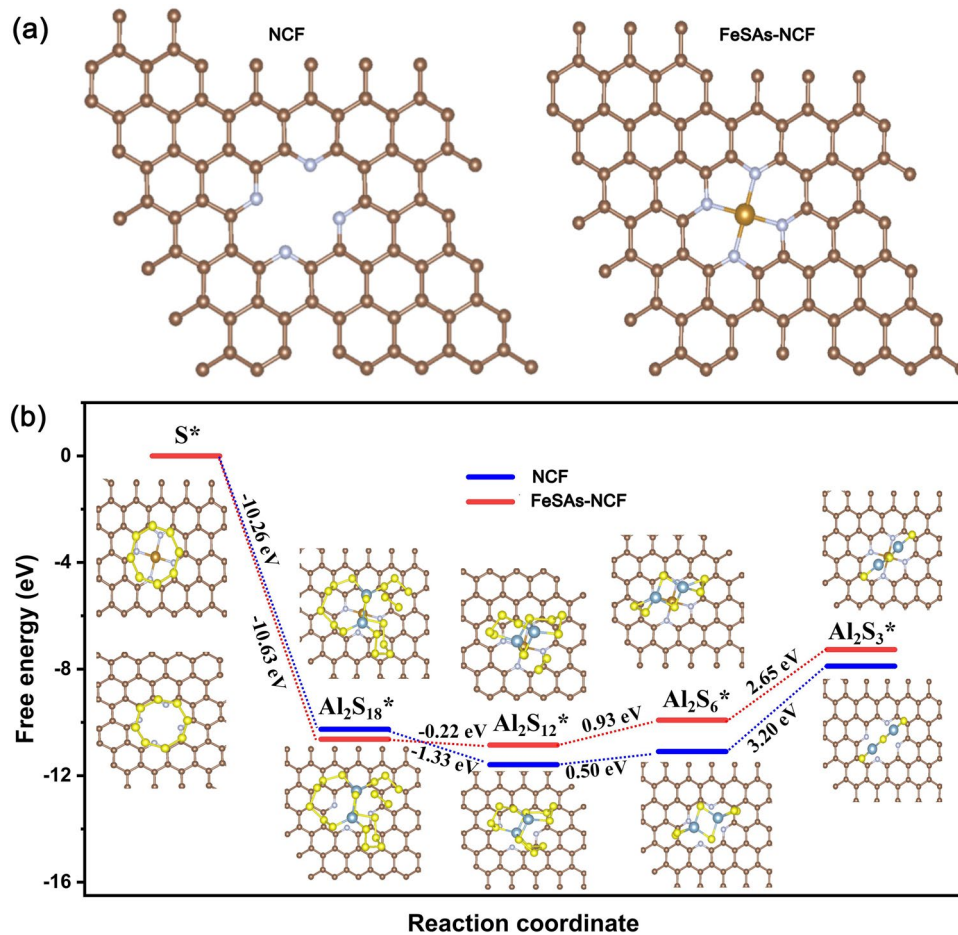 (a)
NCF
FeSAs-NCF
(b)
S*
NCF
FeSAs-NCF
-10.26 eV
-10.63 eV
Al₂S₁₈*
-0.22 eV
-1.33 eV
Al₂S₁₂*
0.93 eV
0.50 eV
Al₂S₆*
2.65 eV
3.20 eV
Al₂S₃*
Free energy (eV)
0
-4
-8
-12
-16
Reaction coordinate